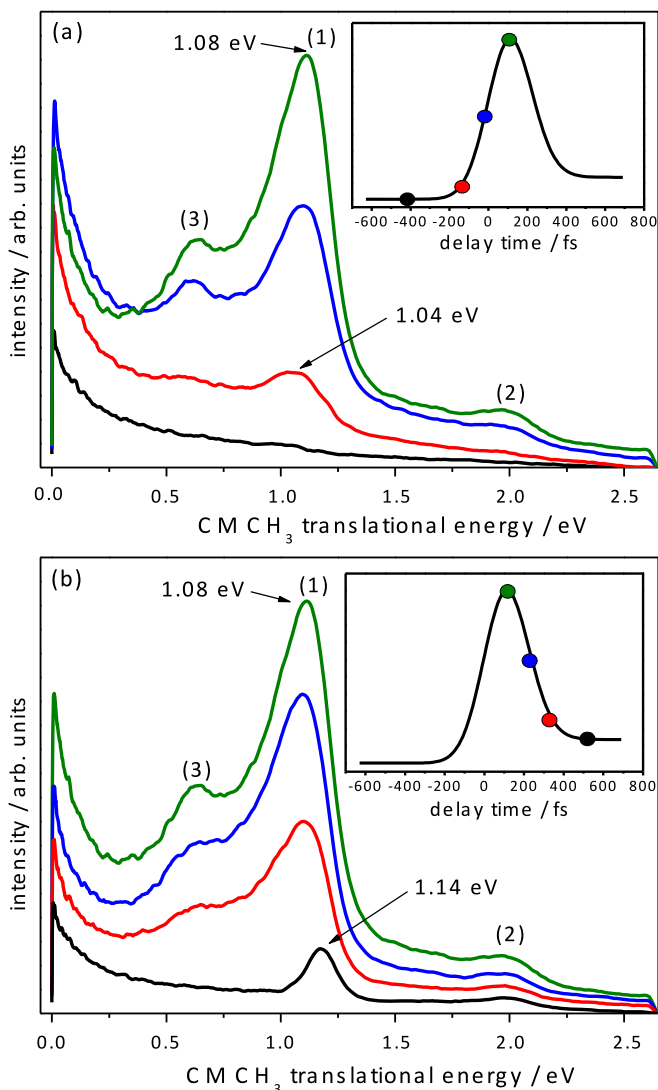 (a)
1.08 eV
(1)
(3)
1.04 eV
(2)
-600 -400 -200 0 200 400 600 800
delay time / fs
intensity / arb. units
0.0 0.5 1.0 1.5 2.0 2.5
CM CH3 translational energy / eV
(b)
1.08 eV
(1)
(3)
1.14 eV
(2)
-600 -400 -200 0 200 400 600 800
delay time / fs
intensity / arb. units
0.0 0.5 1.0 1.5 2.0 2.5
CM CH3 translational energy / eV